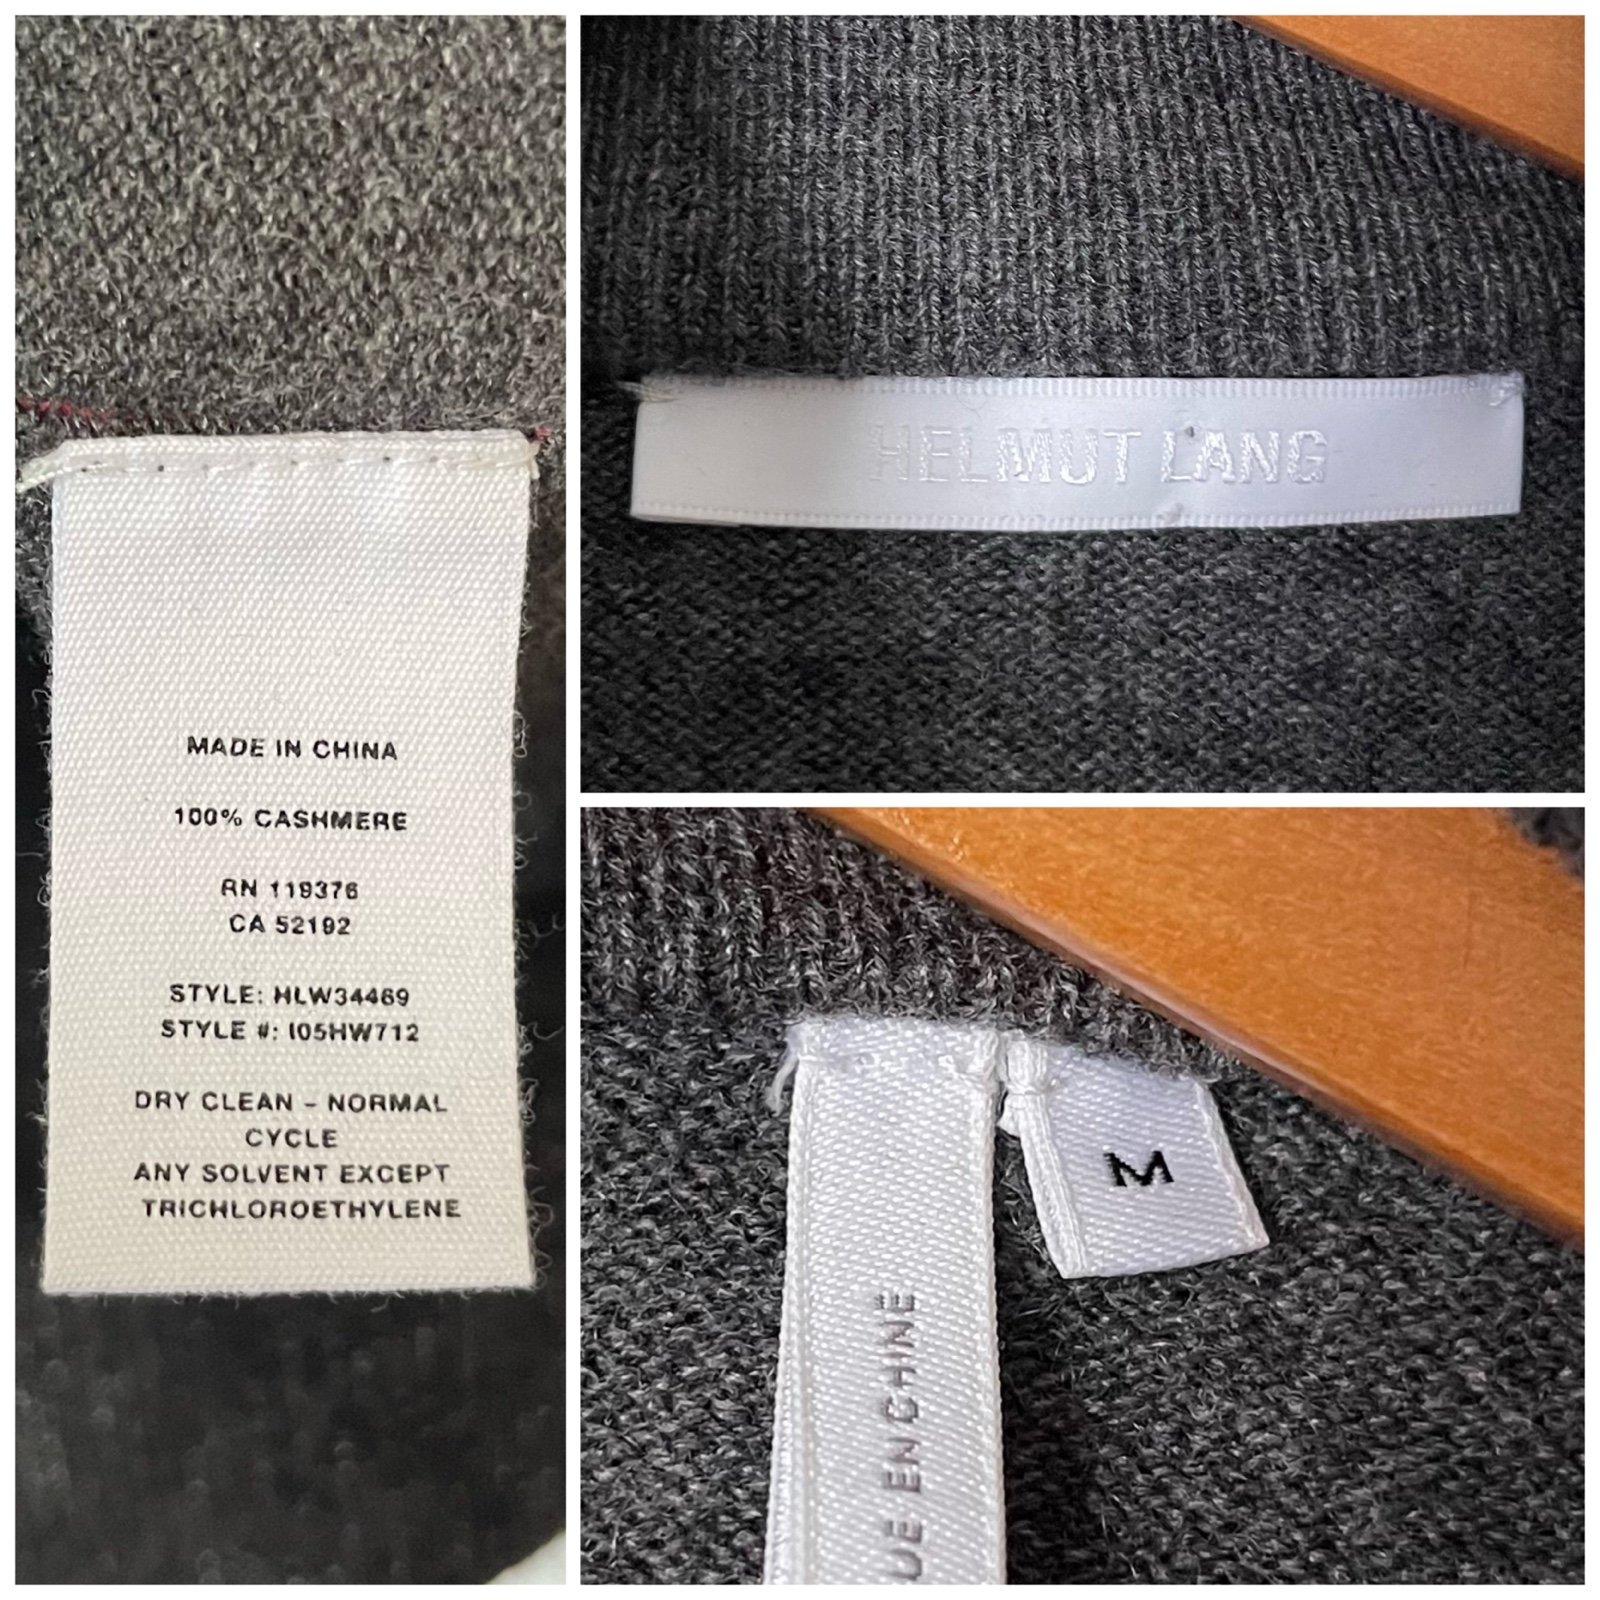 MADE IN CHINA
100% CASHMERE
RN 119376
CA 52192
STYLE: HLW34469
STYLE #: I05HW712
DRY CLEAN - NORMAL
CYCLE
ANY SOLVENT EXCEPT
TRICHLOROETHYLENE
HELMUT LANG
M
UE EN CHINE